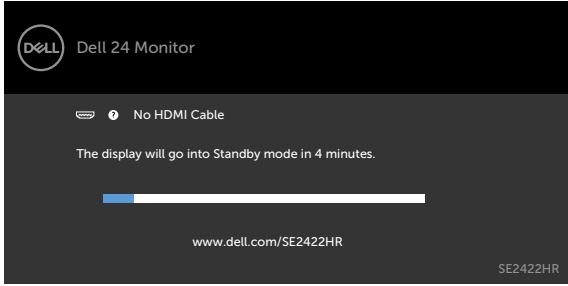 DELL
Dell 24 Monitor
? No HDMI Cable
The display will go into Standby mode in 4 minutes.
www.dell.com/SE2422HR
SE2422HR